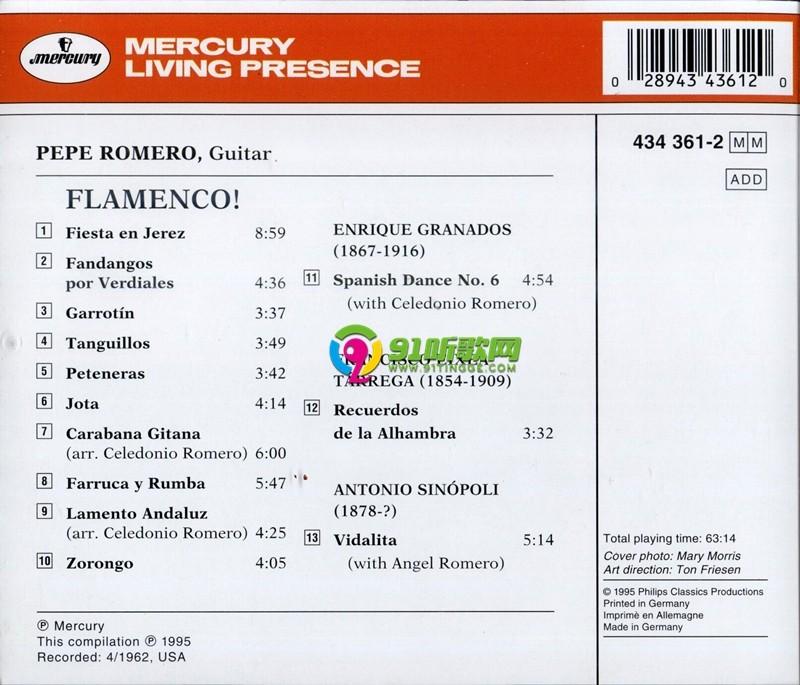 mercury
MERCURY
LIVING PRESENCE
0 28943 43612 0
434 361-2 MM
ADD
PEPE ROMERO, Guitar
FLAMENCO!
1 Fiesta en Jerez 8:59
2 Fandangos
por Verdiales 4:36
3 Garrotín 3:37
4 Tanguillos 3:49
5 Peteneras 3:42
6 Jota 4:14
7 Carabana Gitana
(arr. Celedonio Romero) 6:00
8 Farruca y Rumba 5:47
9 Lamento Andaluz
(arr. Celedonio Romero) 4:25
10 Zorongo 4:05
ENRIQUE GRANADOS
(1867-1916)
11 Spanish Dance No. 6 4:54
(with Celedonio Romero)
91听歌网
WWW.91TINGGE.COM
FRANCISCO
TÁRREGA (1854-1909)
12 Recuerdos
de la Alhambra 3:32
ANTONIO SINÓPOLI
(1878-?)
13 Vidalita 5:14
(with Angel Romero)
Ⓟ Mercury
This compilation Ⓟ 1995
Recorded: 4/1962, USA
Total playing time: 63:14
Cover photo: Mary Morris
Art direction: Ton Friesen
© 1995 Philips Classics Productions
Printed in Germany
Imprimé en Allemagne
Made in Germany